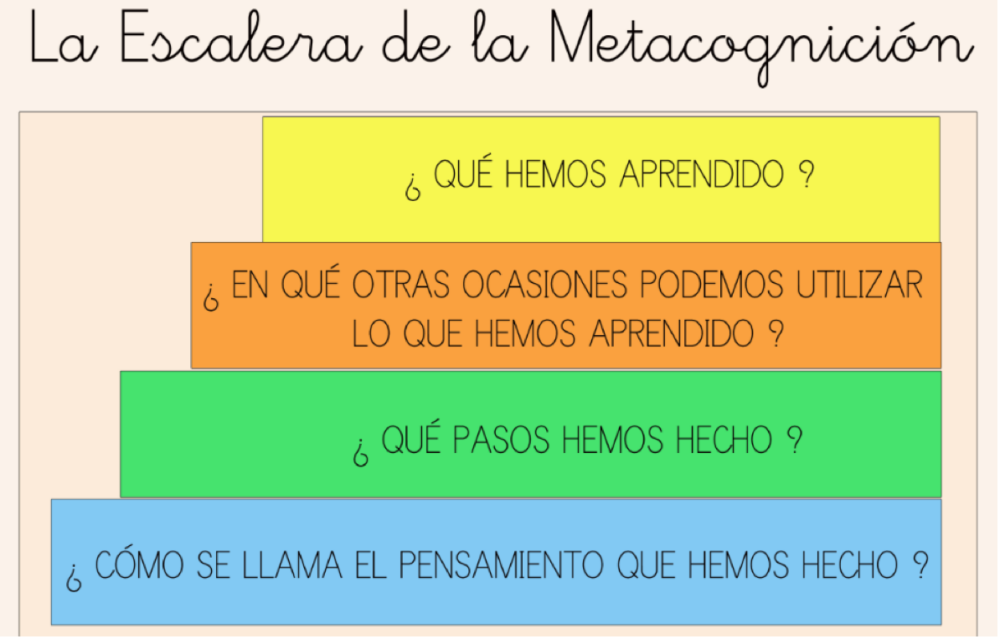 La Escalera de la Metacognición
¿ QUÉ HEMOS APRENDIDO ?
¿ EN QUÉ OTRAS OCASIONES PODEMOS UTILIZAR
LO QUE HEMOS APRENDIDO ?
¿ QUÉ PASOS HEMOS HECHO ?
¿ CÓMO SE LLAMA EL PENSAMIENTO QUE HEMOS HECHO ?